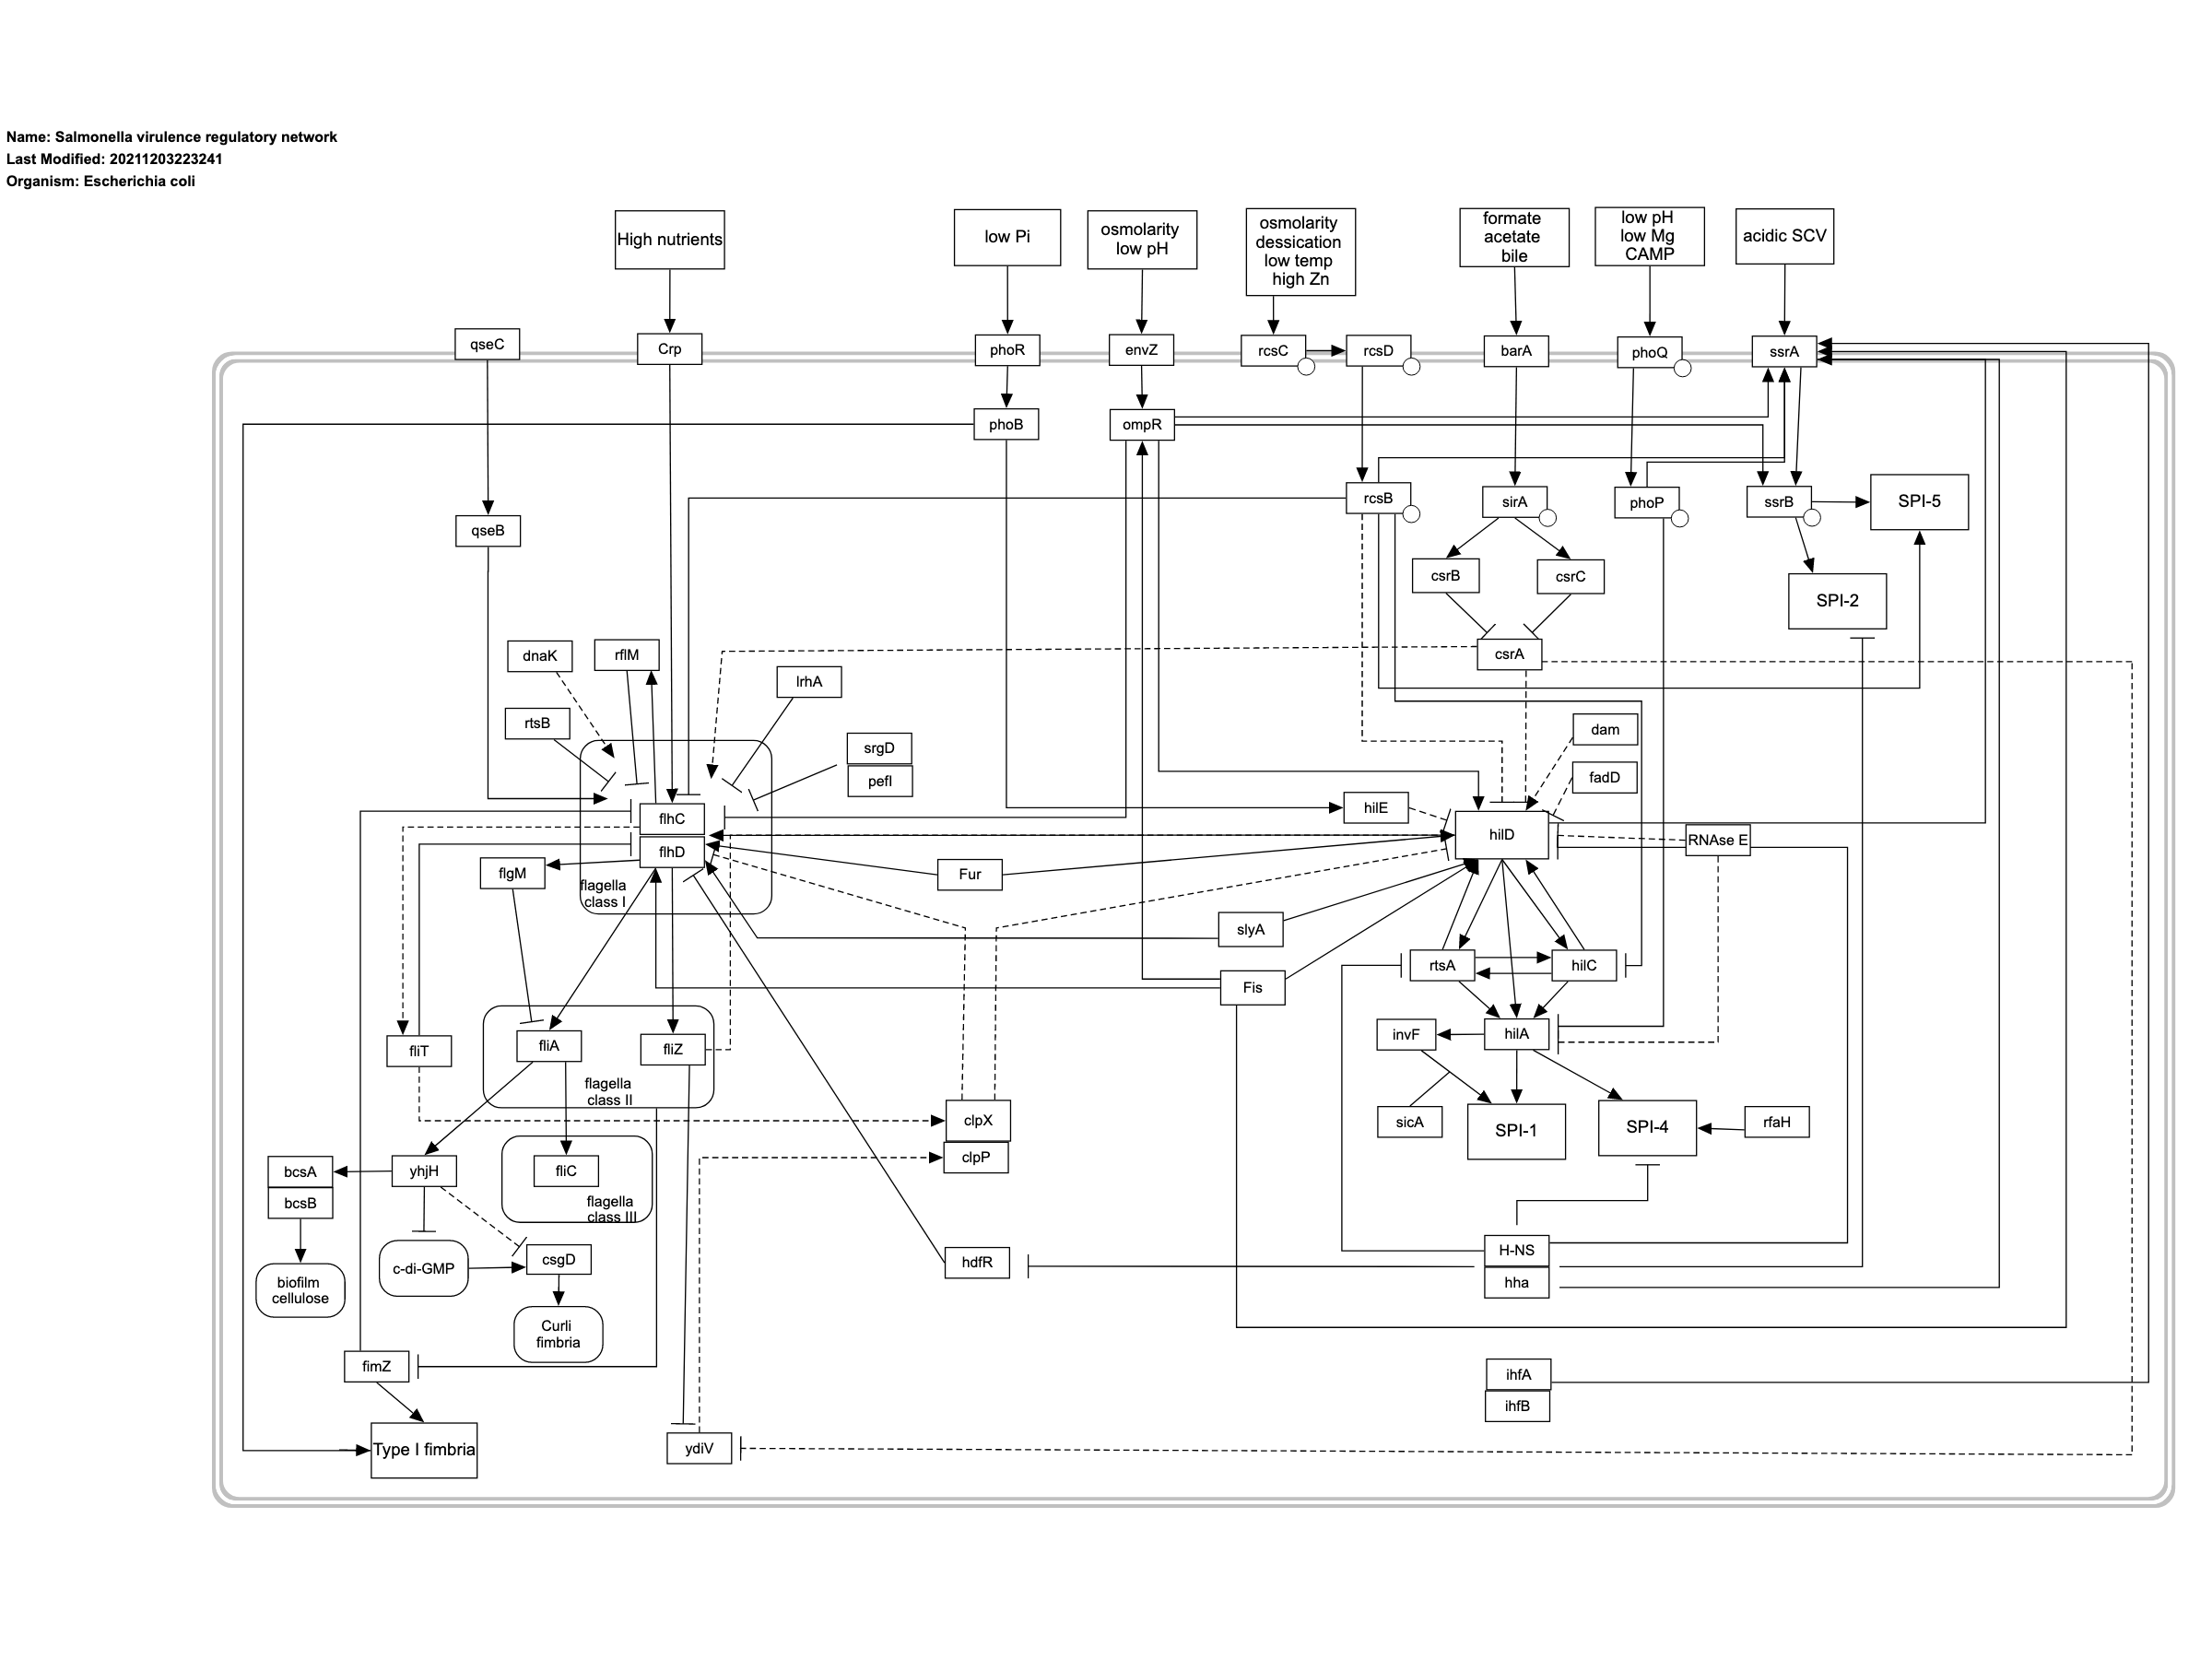 Name: Salmonella virulence regulatory network
Last Modified: 20211203223241
Organism: Escherichia coli
High nutrients
low Pi
osmolarity
low pH
osmolarity
dessication
low temp
high Zn
formate
acetate
bile
low pH
low Mg
CAMP
acidic SCV
qseC
Crp
phoR
envZ
rcsC
rcsD
barA
phoQ
ssrA
phoB
ompR
rcsB
sirA
phoP
ssrB
SPI-5
qseB
csrB
csrC
SPI-2
dnaK
rflM
csrA
lrhA
rtsB
srgD
pefI
dam
fadD
hilE
flhC
flhD
hilD
RNAse E
flgM
flagella
class I
Fur
slyA
rtsA
hilC
Fis
fliT
fliA
fliZ
invF
hilA
flagella
class II
clpX
clpP
sicA
SPI-1
SPI-4
rfaH
bcsA
bcsB
yhjH
fliC
flagella
class III
c-di-GMP
csgD
hdfR
H-NS
hha
biofilm
cellulose
Curli
fimbria
fimZ
ihfA
ihfB
Type I fimbria
ydiV